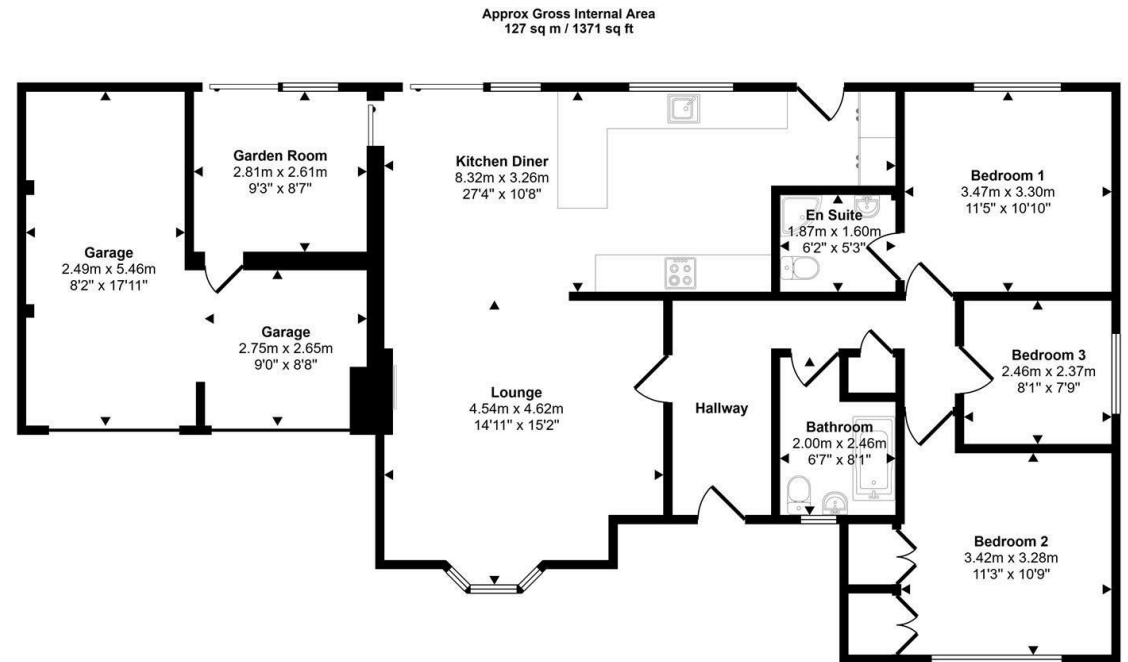 Approx Gross Internal Area
127 sq m / 1371 sq ft
Garden Room
2.81m x 2.61m
9'3" x 8'7"
Kitchen Diner
8.32m x 3.26m
27'4" x 10'8"
Bedroom 1
3.47m x 3.30m
11'5" x 10'10"
En Suite
1.87m x 1.60m
6'2" x 5'3"
Garage
2.49m x 5.46m
8'2" x 17'11"
Garage
2.75m x 2.65m
9'0" x 8'8"
Lounge
4.54m x 4.62m
14'11" x 15'2"
Hallway
Bedroom 3
2.46m x 2.37m
8'1" x 7'9"
Bathroom
2.00m x 2.46m
6'7" x 8'1"
Bedroom 2
3.42m x 3.28m
11'3" x 10'9"